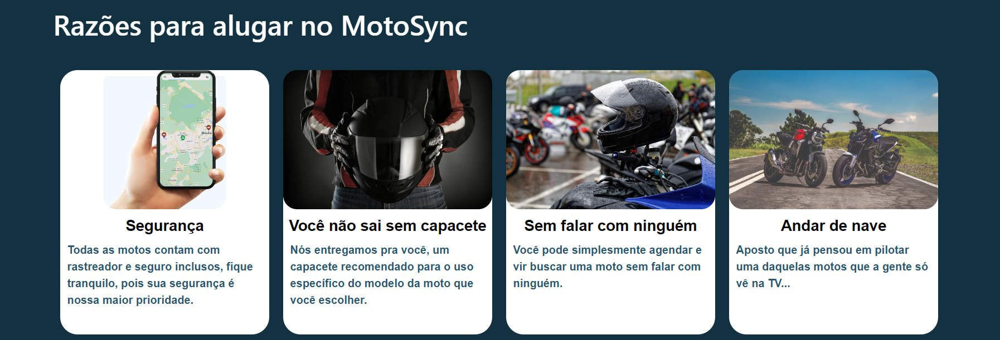 Razões para alugar no MotoSync
Segurança
Todas as motos contam com
rastreador e seguro inclusos, fique
tranquilo, pois sua segurança é
nossa maior prioridade.
Você não sai sem capacete
Nós entregamos pra você, um
capacete recomendado para o uso
específico do modelo da moto que
você escolher.
Sem falar com ninguém
Você pode simplesmente agendar e
vir buscar uma moto sem falar com
ninguém.
Andar de nave
Aposto que já pensou em pilotar
uma daquelas motos que a gente só
vê na TV...